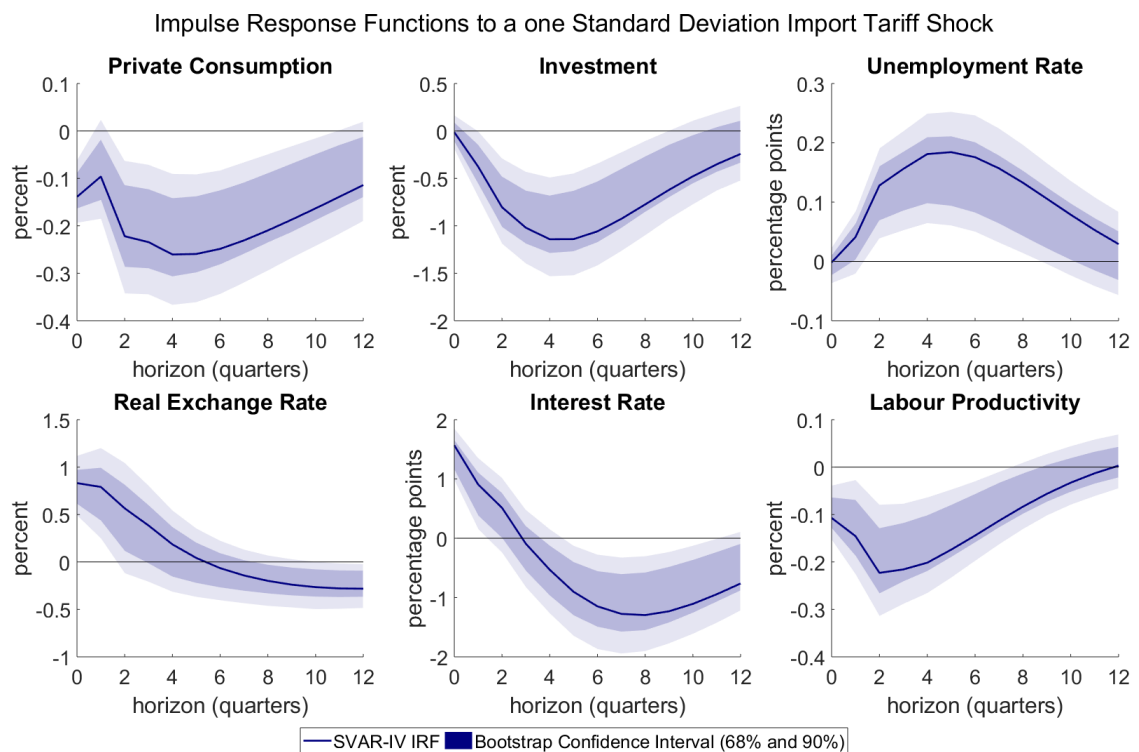 Impulse Response Functions to a one Standard Deviation Import Tariff Shock
Private Consumption
0.1
0
-0.1
-0.2
-0.3
-0.4
percent
0 2 4 6 8 10 12
horizon (quarters)
Investment
0.5
0
-0.5
-1
-1.5
-2
percent
0 2 4 6 8 10 12
horizon (quarters)
Unemployment Rate
0.3
0.2
0.1
0
-0.1
percentage points
0 2 4 6 8 10 12
horizon (quarters)
Real Exchange Rate
1.5
1
0.5
0
-0.5
-1
percent
0 2 4 6 8 10 12
horizon (quarters)
Interest Rate
2
1
0
-1
-2
percentage points
0 2 4 6 8 10 12
horizon (quarters)
Labour Productivity
0.1
0
-0.1
-0.2
-0.3
-0.4
percent
0 2 4 6 8 10 12
horizon (quarters)
SVAR-IV IRF Bootstrap Confidence Interval (68% and 90%)